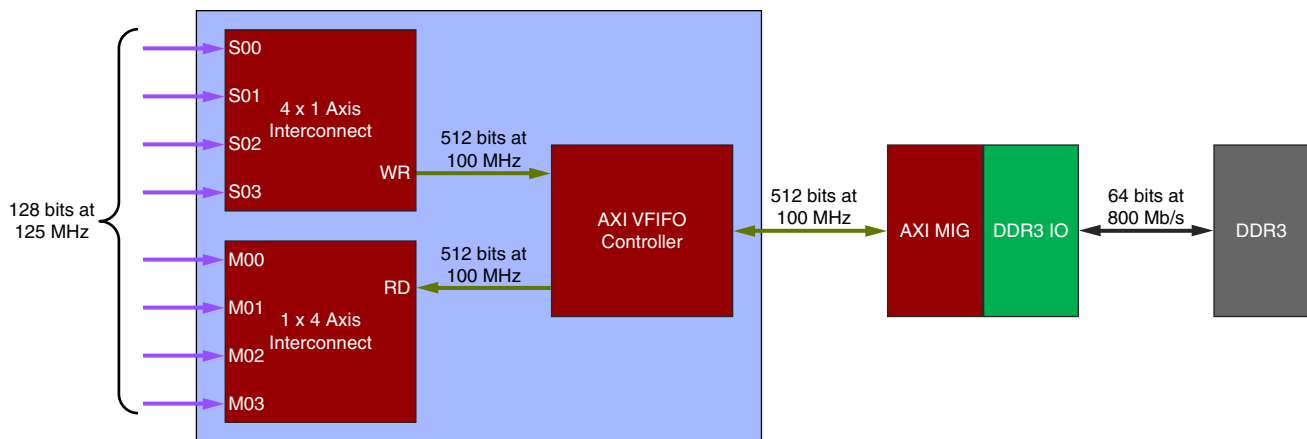 128 bits at
125 MHz
S00
S01
S02
S03
4 x 1 Axis
Interconnect
WR
512 bits at
100 MHz
M00
M01
M02
M03
1 x 4 Axis
Interconnect
RD
512 bits at
100 MHz
AXI VFIFO
Controller
512 bits at
100 MHz
AXI MIG
DDR3 IO
64 bits at
800 Mb/s
DDR3